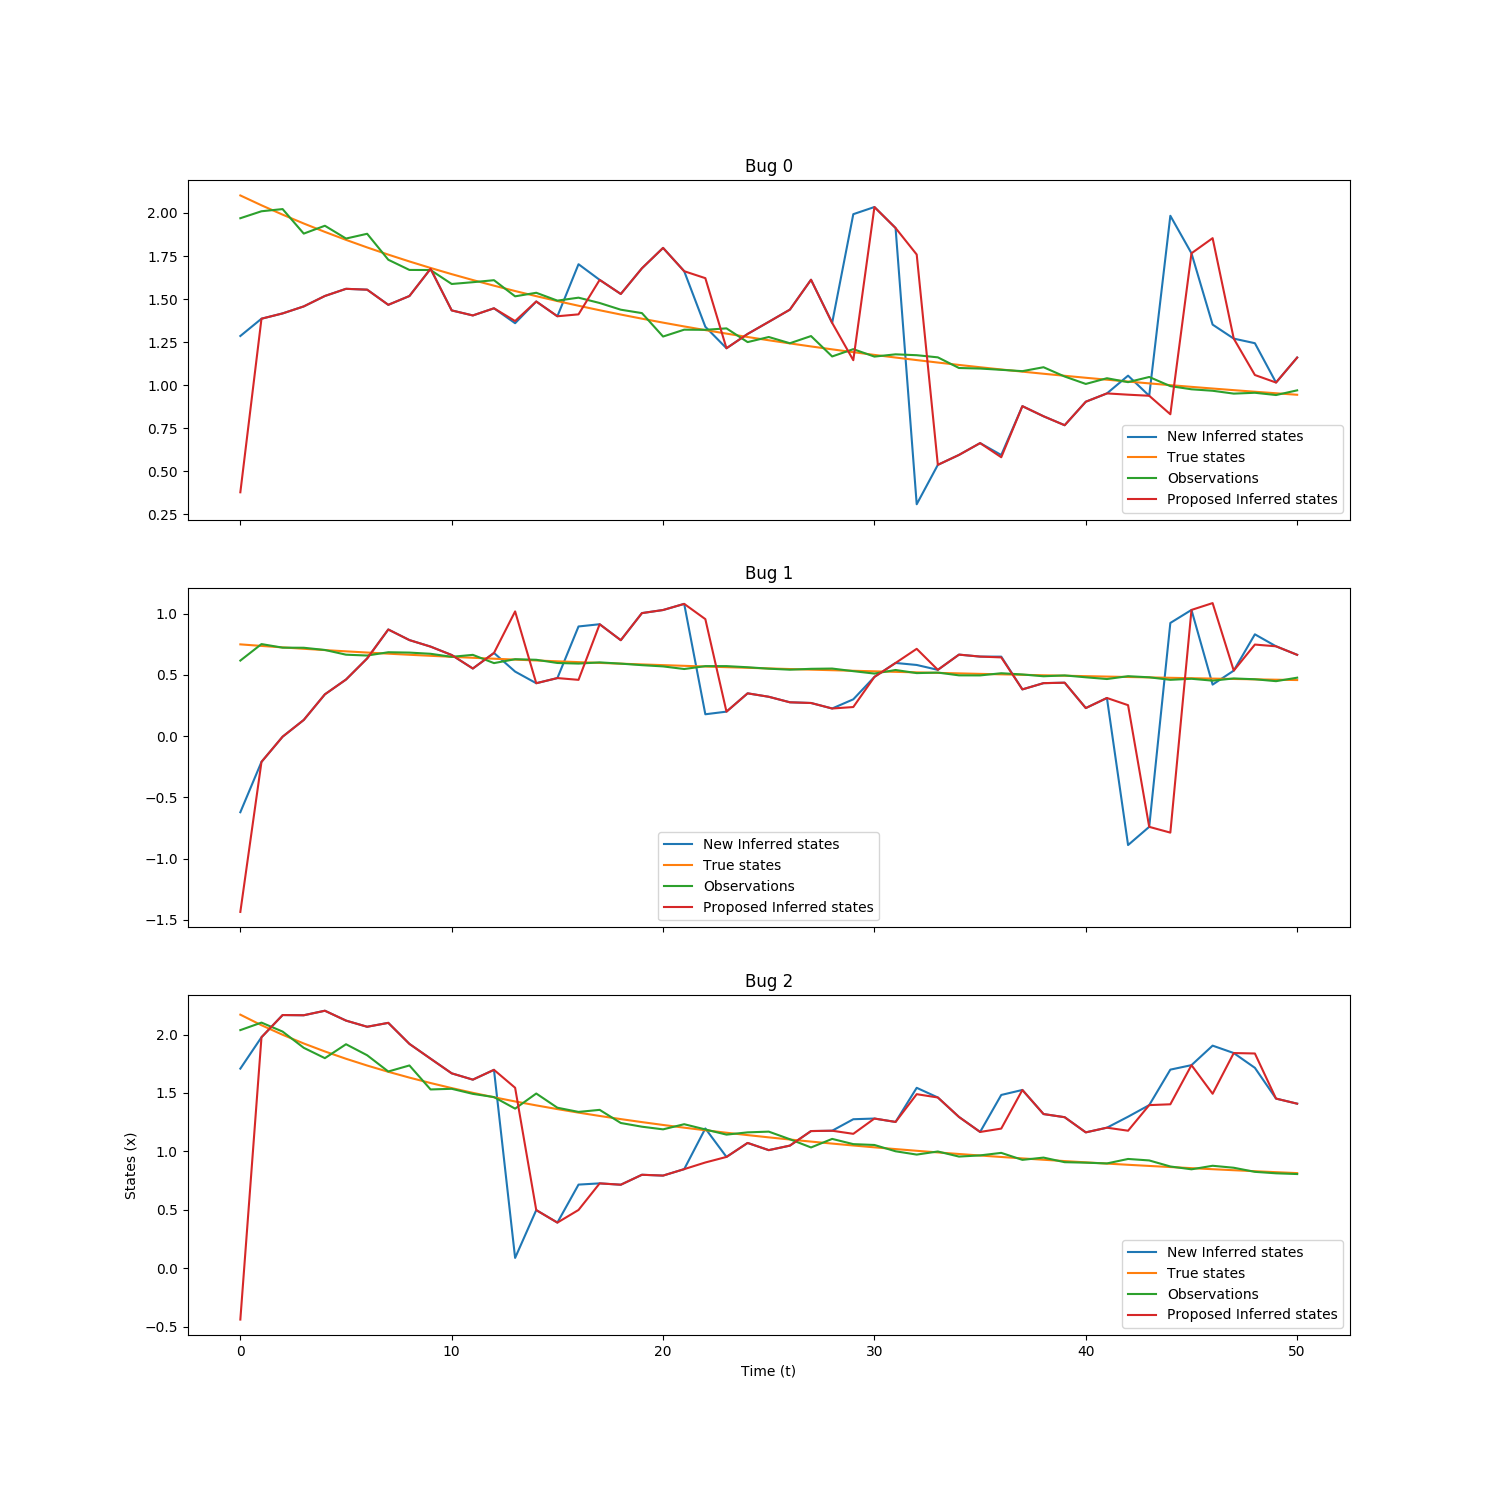 Bug 0
2.00
1.75
1.50
1.25
1.00
0.75
0.50
0.25
New Inferred states
True states
Observations
Proposed Inferred states
Bug 1
1.0
0.5
0.0
−0.5
−1.0
−1.5
New Inferred states
True states
Observations
Proposed Inferred states
Bug 2
States (x)
2.0
1.5
1.0
0.5
0.0
−0.5
New Inferred states
True states
Observations
Proposed Inferred states
0 10 20 30 40 50
Time (t)